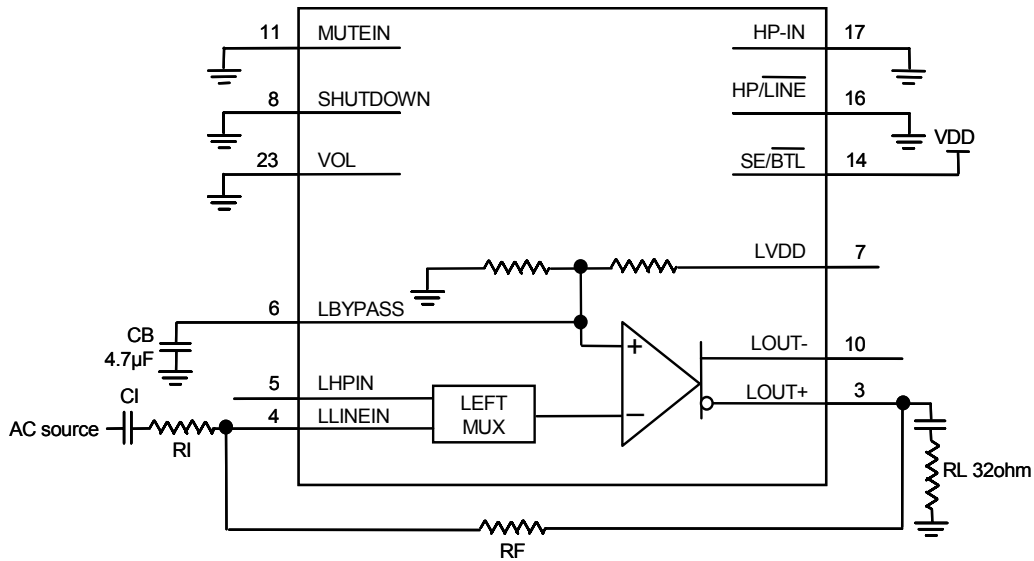 11 MUTEIN
HP-IN 17
8 SHUTDOWN
HP/LINE 16
VDD
23 VOL
SE/BTL 14
LVDD 7
6 LBYPASS
CB
4.7µF
+
LOUT- 10
5 LHPIN
LOUT+ 3
CI
LEFT
MUX
−
4 LLINEIN
AC source
RI
RL 32ohm
RF